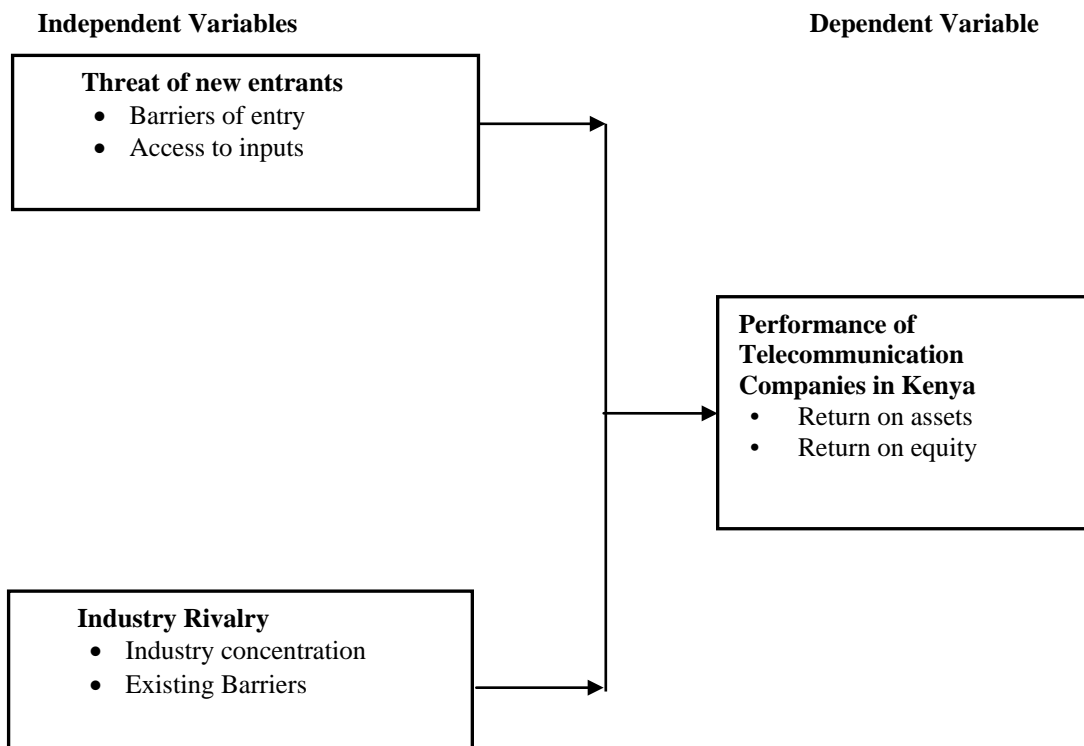 Independent Variables
Dependent Variable
Threat of new entrants
• Barriers of entry
• Access to inputs
Performance of
Telecommunication
Companies in Kenya
• Return on assets
• Return on equity
Industry Rivalry
• Industry concentration
• Existing Barriers